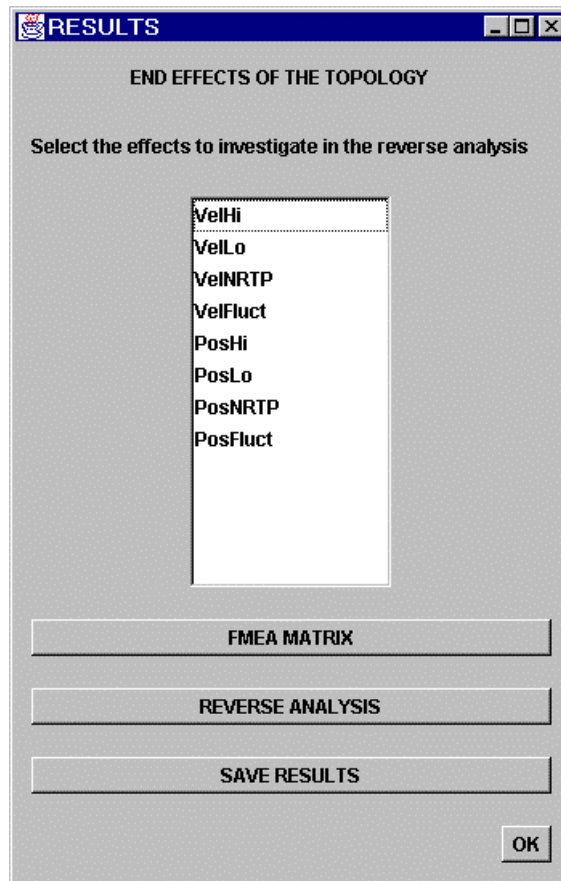 RESULTS
END EFFECTS OF THE TOPOLOGY
Select the effects to investigate in the reverse analysis
VelHi
VelLo
VelNRTP
VelFluct
PosHi
PosLo
PosNRTP
PosFluct
FMEA MATRIX
REVERSE ANALYSIS
SAVE RESULTS
OK